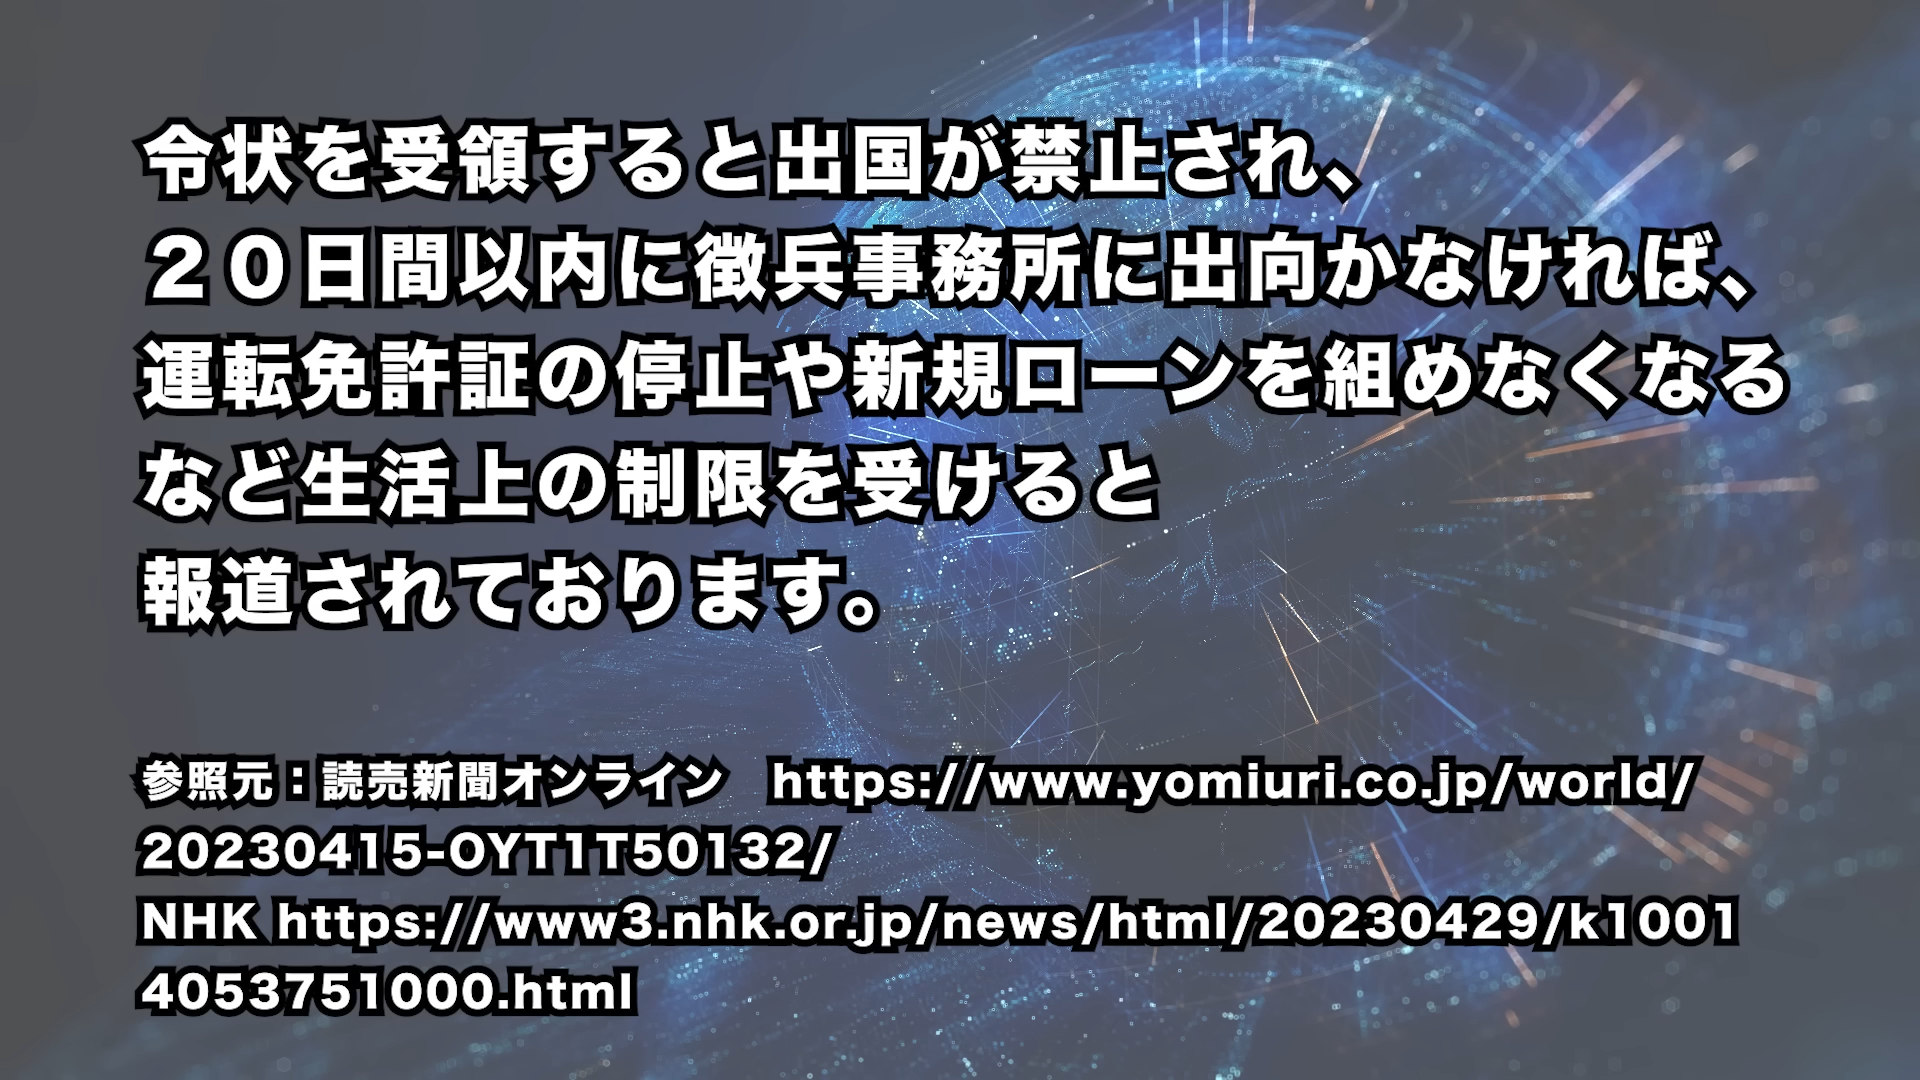 令状を受領すると出国が禁止され、
２０日間以内に徴兵事務所に出向かなければ、
運転免許証の停止や新規ローンを組めなくなる
など生活上の制限を受けると
報道されております。
参照元：読売新聞オンライン　https://www.yomiuri.co.jp/world/
20230415-OYT1T50132/
NHK https://www3.nhk.or.jp/news/html/20230429/k1001
4053751000.html